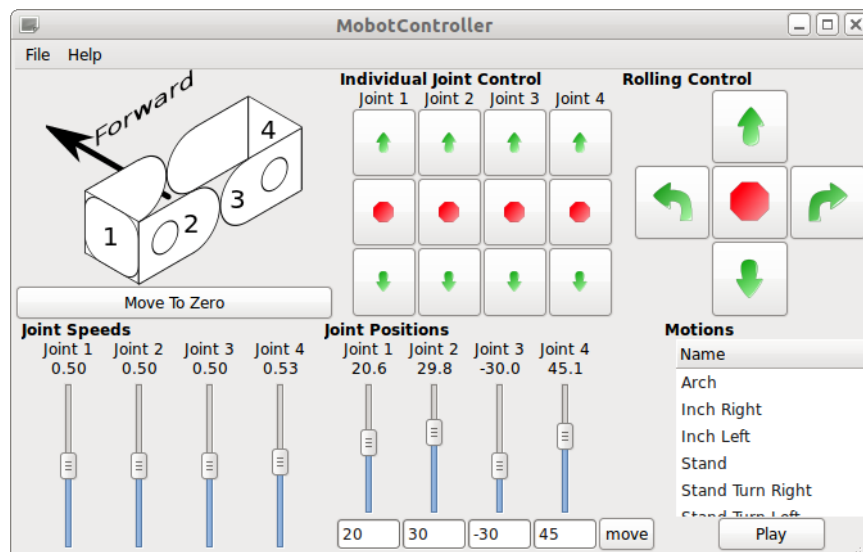 MobotController
File Help
Forward
1 2 3 4
Move To Zero
Individual Joint Control
Joint 1 Joint 2 Joint 3 Joint 4
Rolling Control
Joint Speeds
Joint 1 Joint 2 Joint 3 Joint 4
0.50 0.50 0.50 0.53
Joint Positions
Joint 1 Joint 2 Joint 3 Joint 4
20.6 29.8 -30.0 45.1
20 30 -30 45 move
Motions
Name
Arch
Inch Right
Inch Left
Stand
Stand Turn Right
Stand Turn Left
Play